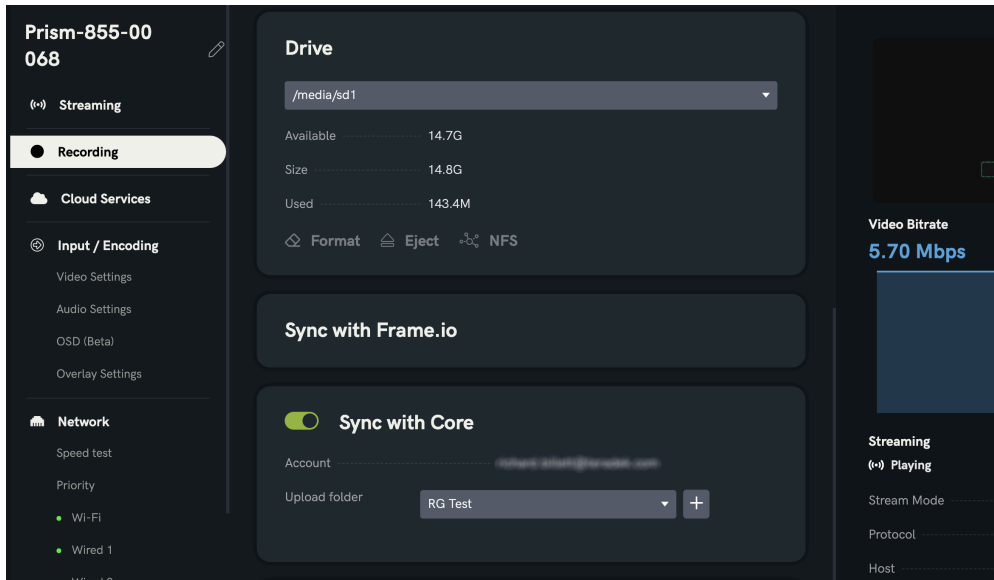 Prism-855-00
068
Streaming
Recording
Cloud Services
Input / Encoding
Video Settings
Audio Settings
OSD (Beta)
Overlay Settings
Network
Speed test
Priority
Wi-Fi
Wired 1
Drive
/media/sd1
Available 14.7G
Size 14.8G
Used 143.4M
Format Eject NFS
Sync with Frame.io
Sync with Core
Account
Upload folder RG Test
Video Bitrate
5.70 Mbps
Streaming
Playing
Stream Mode
Protocol
Host